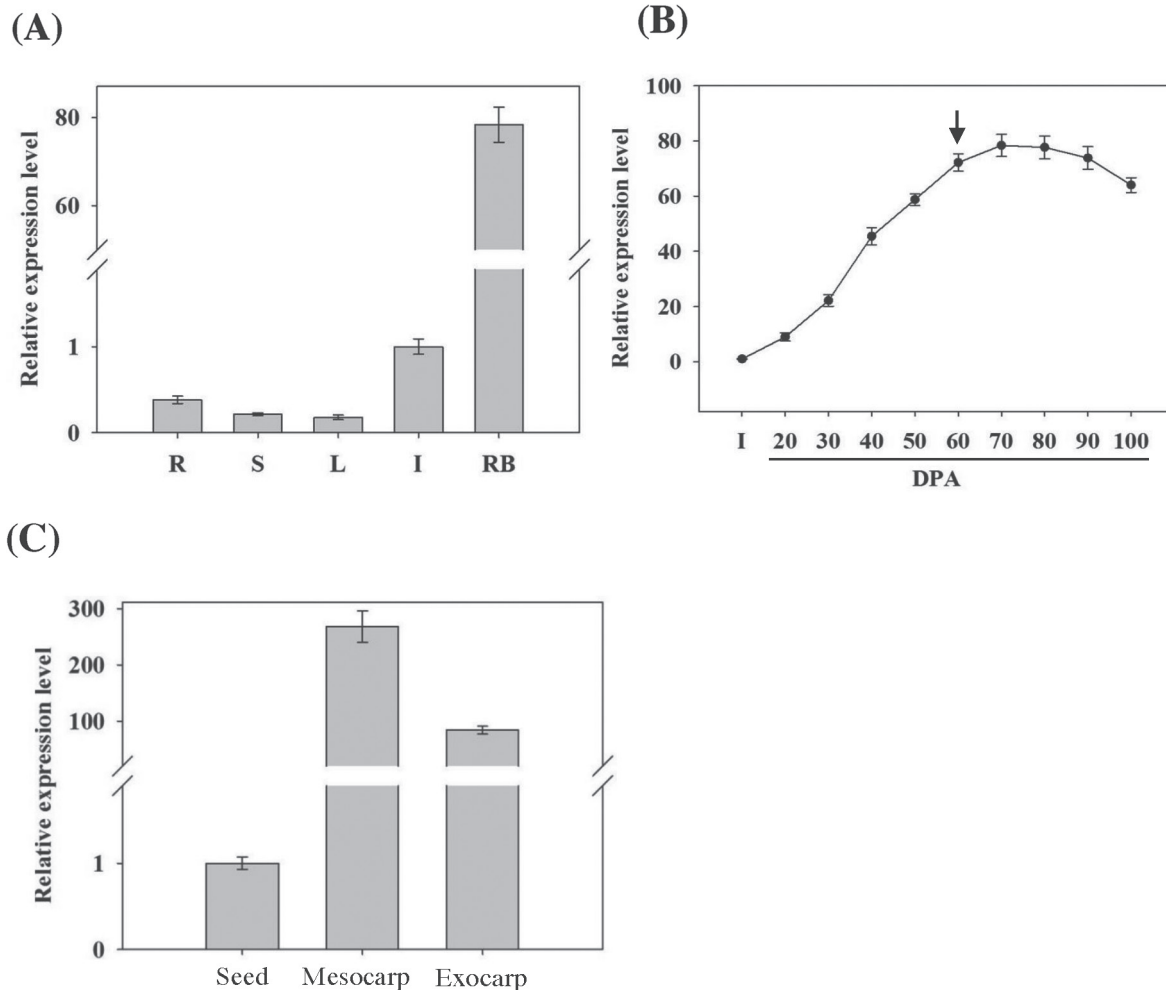 (A)
Relative expression level
80
60
1
0
R S L I RB
(B)
Relative expression level
100
80
60
40
20
0
I 20 30 40 50 60 70 80 90 100
DPA
(C)
Relative expression level
300
200
100
1
0
Seed Mesocarp Exocarp